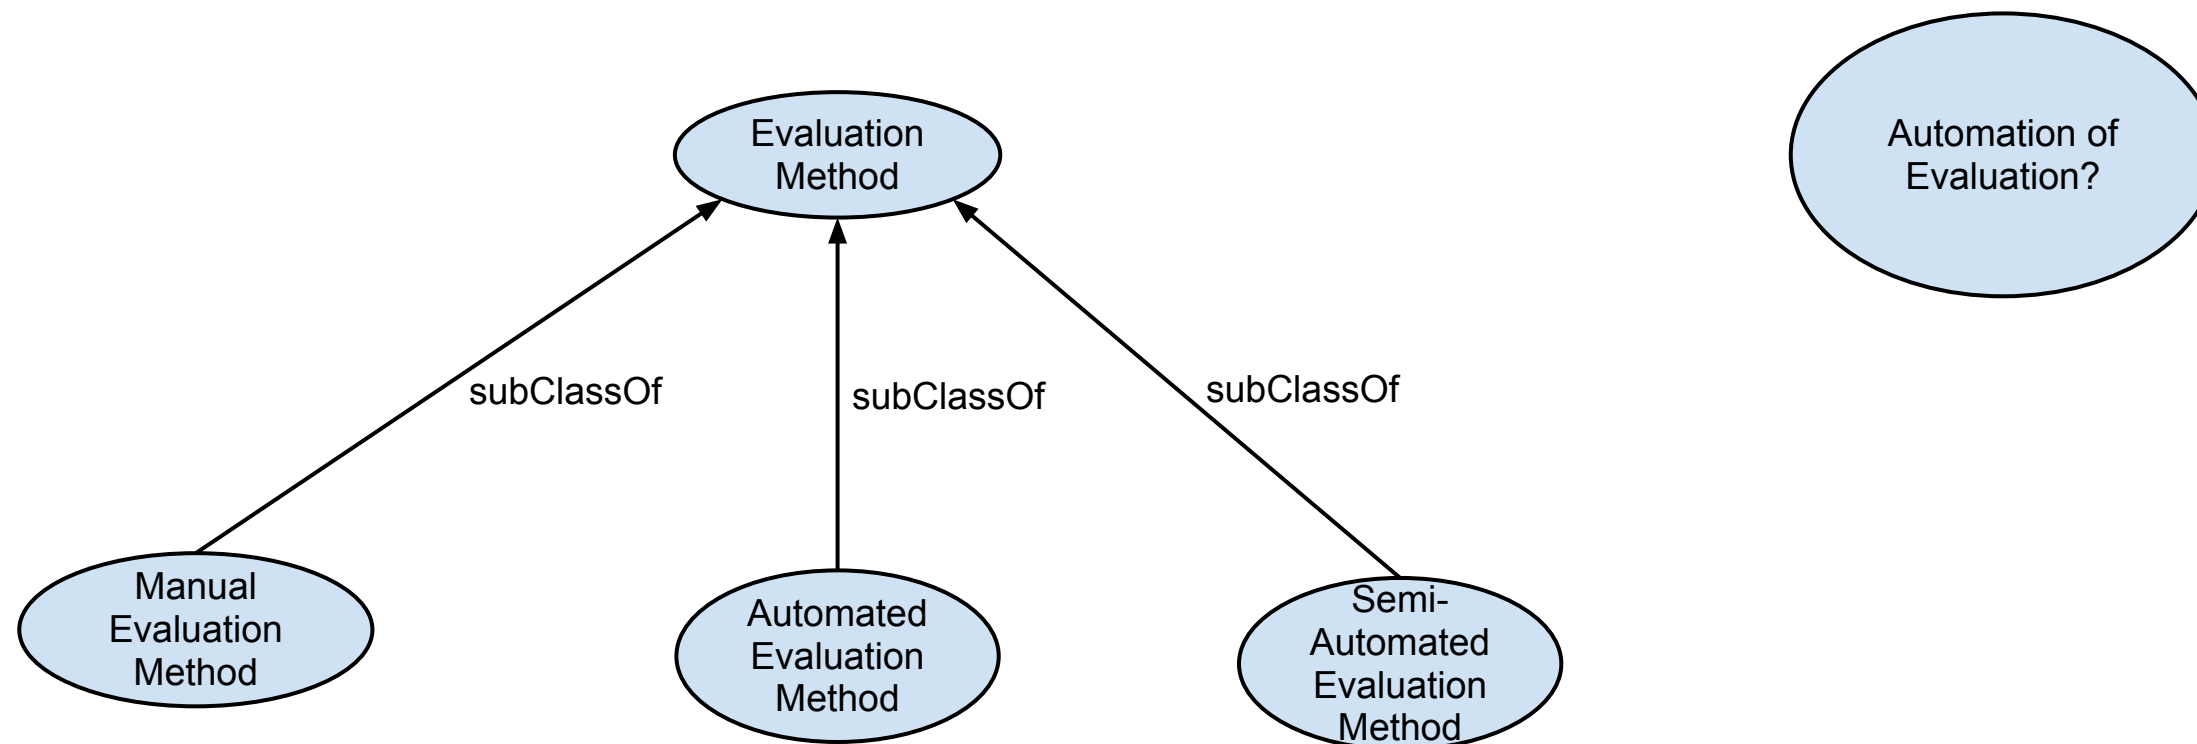 Evaluation
Method
Automation of
Evaluation?
subClassOf
subClassOf
subClassOf
Manual
Evaluation
Method
Automated
Evaluation
Method
Semi-
Automated
Evaluation
Method